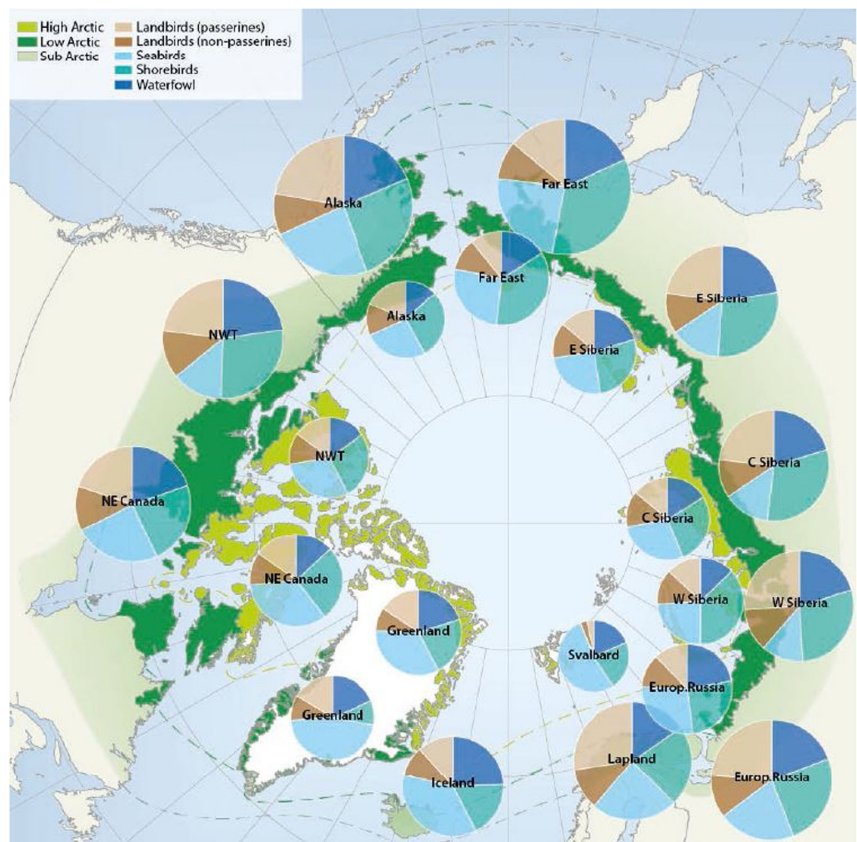 High Arctic
Low Arctic
Sub Arctic
Landbirds (passerines)
Landbirds (non-passerines)
Seabirds
Shorebirds
Waterfowl
Alaska
Far East
Far East
E Siberia
Alaska
NWT
E Siberia
NWT
C Siberia
NE Canada
C Siberia
NE Canada
W Siberia
W Siberia
Greenland
Svalbard
Europ.Russia
Greenland
Lapland
Iceland
Europ.Russia